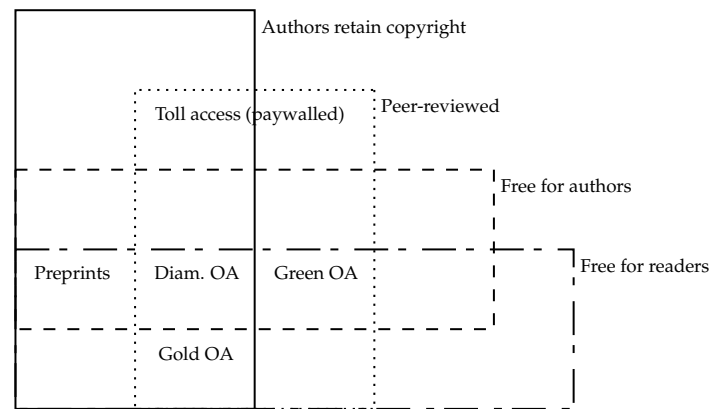 Authors retain copyright
Toll access (paywalled)
Peer-reviewed
Free for authors
Preprints
Diam. OA
Green OA
Free for readers
Gold OA